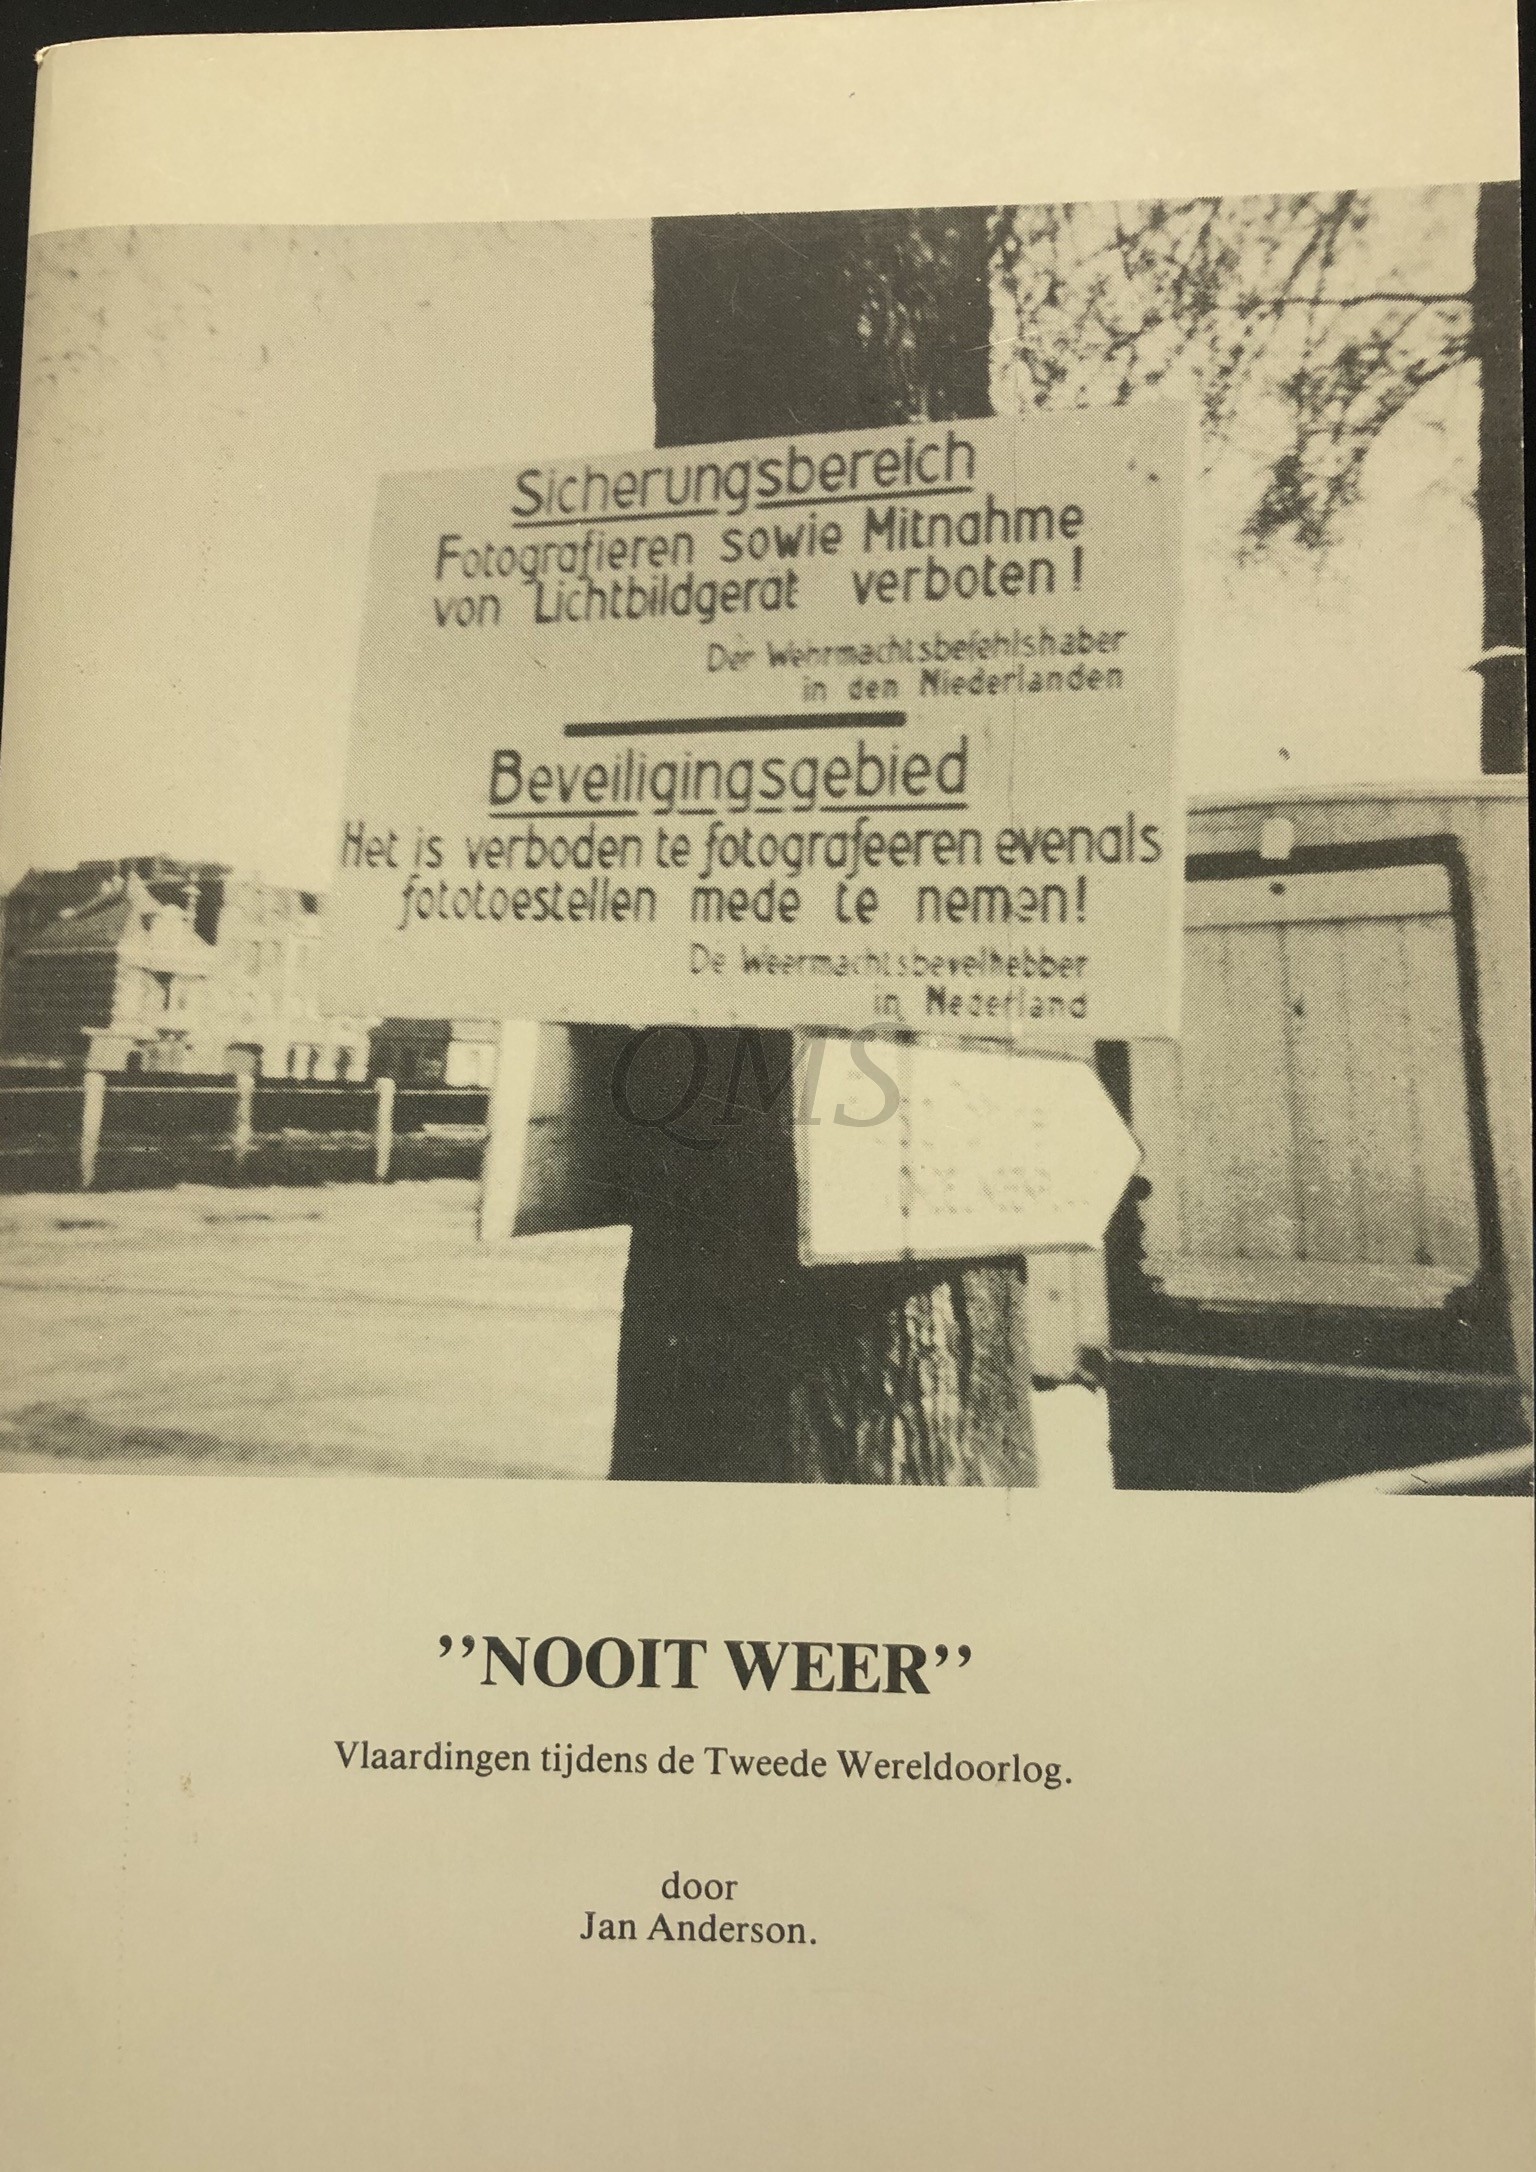 Sicherungsbereich
Fotografieren sowie Mitnahme
von Lichtbildgerät verboten!
Der Wehrmachtsbefehlshaber
in den Niederlanden
Beveiligingsgebied
Het is verboden te fotografeeren evenals
fototoestellen mede te nemen!
De Weermachtsbevelhebber
in Nederland
QMS
’’NOOIT WEER’’
Vlaardingen tijdens de Tweede Wereldoorlog.
door
Jan Anderson.